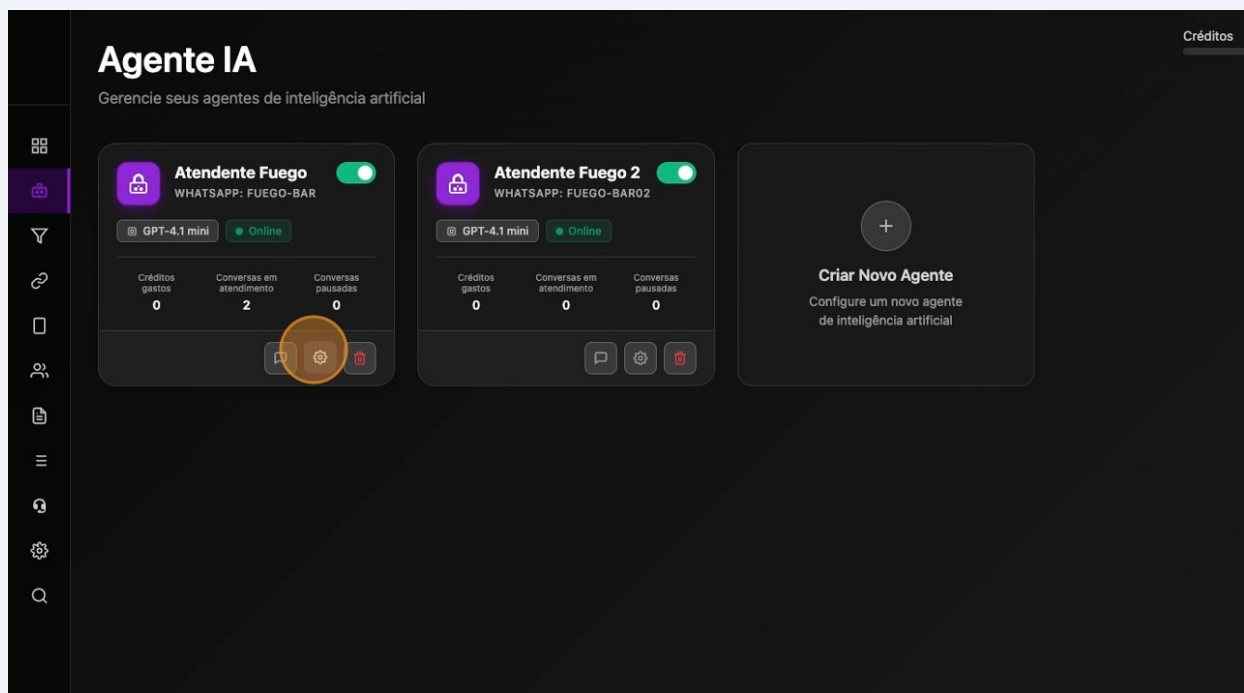 Créditos
Agente IA
Gerencie seus agentes de inteligência artificial
Atendente Fuego
WHATSAPP: FUEGO-BAR
GPT-4.1 mini
Online
Créditos gastos
0
Conversas em atendimento
2
Conversas pausadas
0
Atendente Fuego 2
WHATSAPP: FUEGO-BAR02
GPT-4.1 mini
Online
Créditos gastos
0
Conversas em atendimento
0
Conversas pausadas
0
Criar Novo Agente
Configure um novo agente
de inteligência artificial